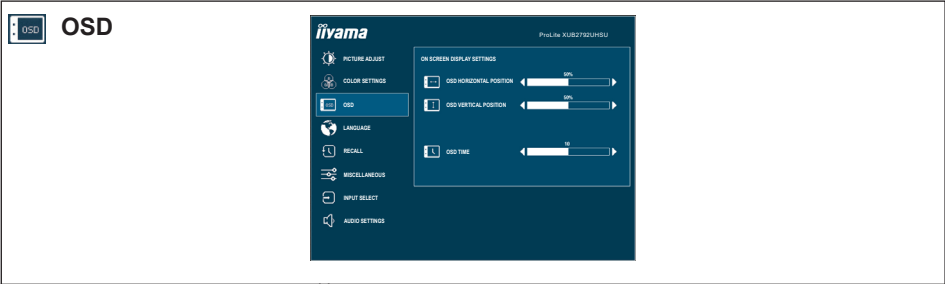 OSD OSD
iiyama
ProLite XUB2792UHSU
PICTURE ADJUST
COLOR SETTINGS
OSD OSD
LANGUAGE
RECALL
MISCELLANEOUS
INPUT SELECT
AUDIO SETTINGS
ON SCREEN DISPLAY SETTINGS
OSD HORIZONTAL POSITION 50%
OSD VERTICAL POSITION 50%
OSD TIME 10